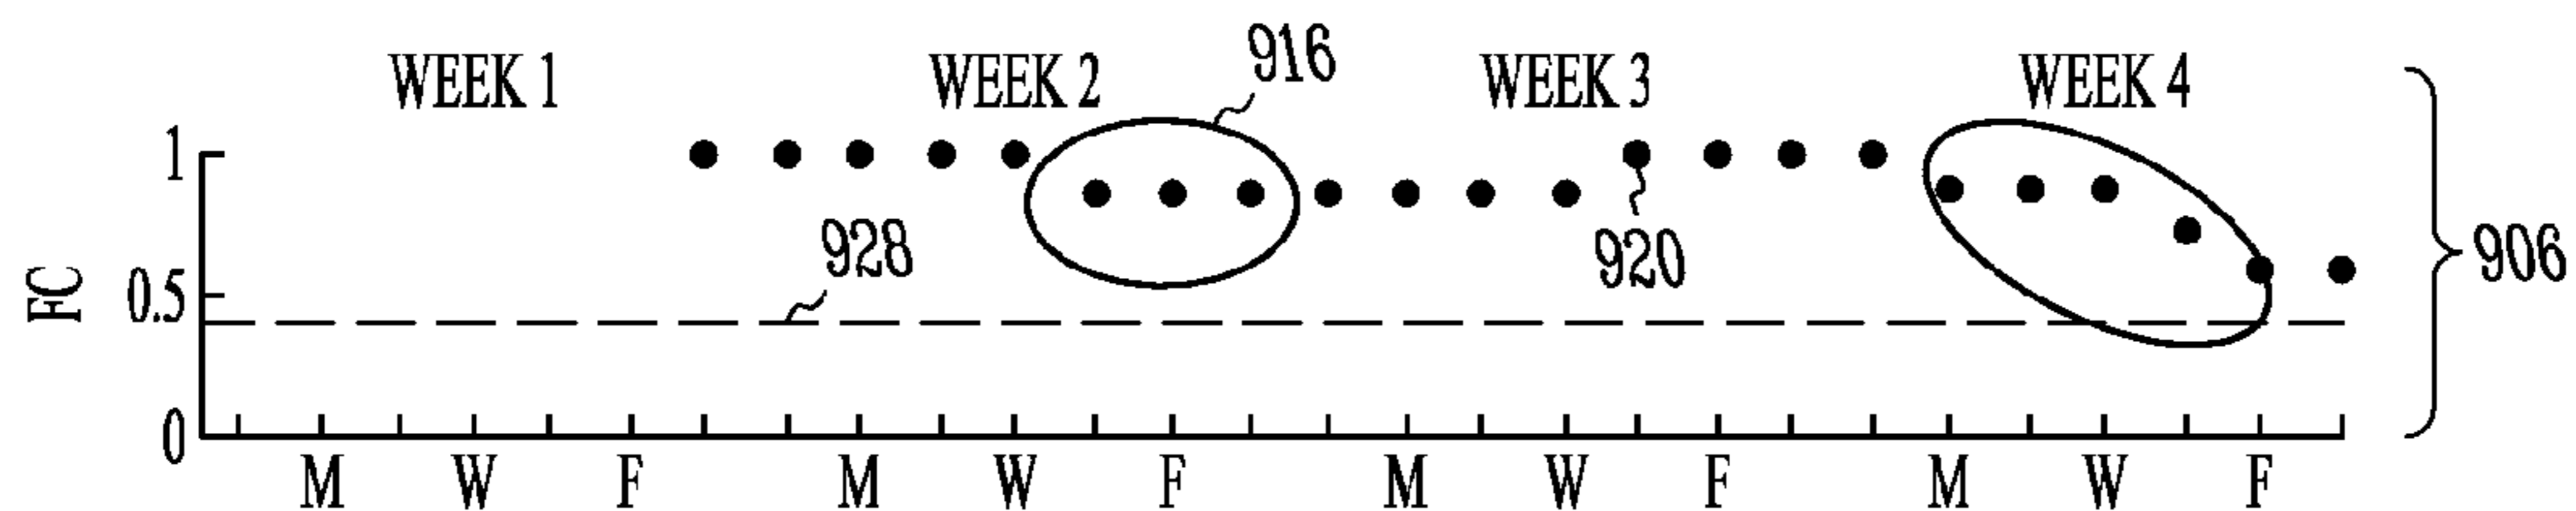 WEEK 1 WEEK 2 916 WEEK 3 WEEK 4
1
928 920 906
FC 0.5
0
M W F M W F M W F M W F